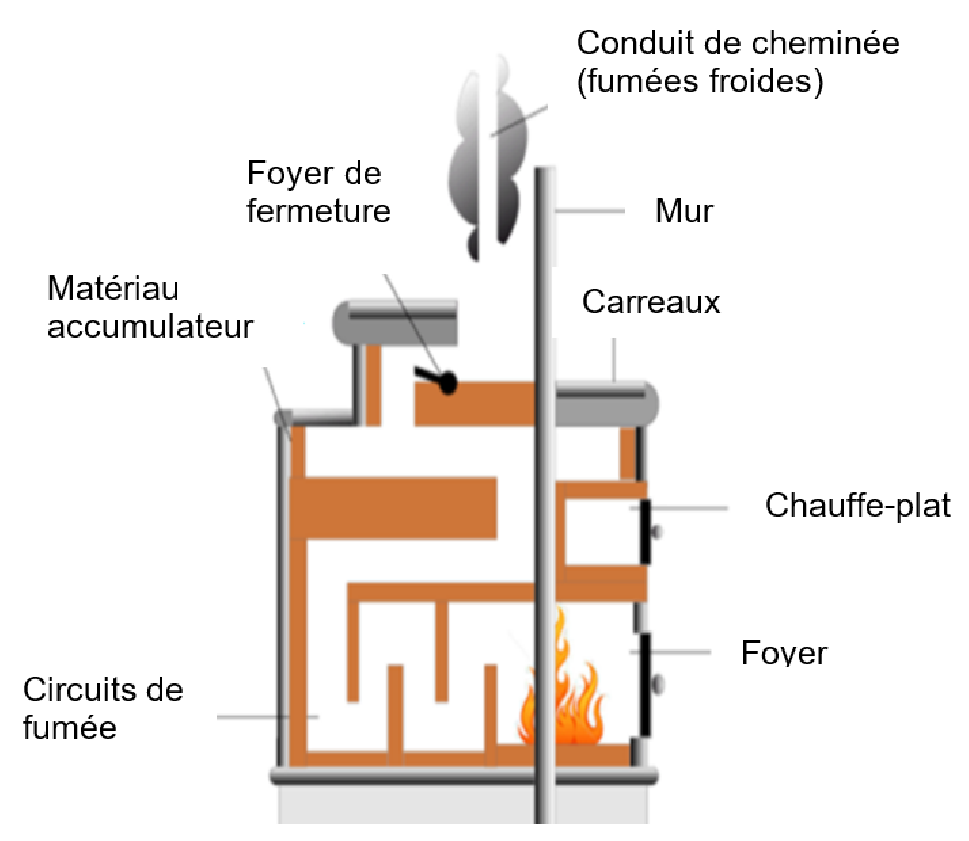 Conduit de cheminée
(fumées froides)
Foyer de
fermeture
Mur
Matériau
accumulateur
Carreaux
Chauffe-plat
Foyer
Circuits de
fumée